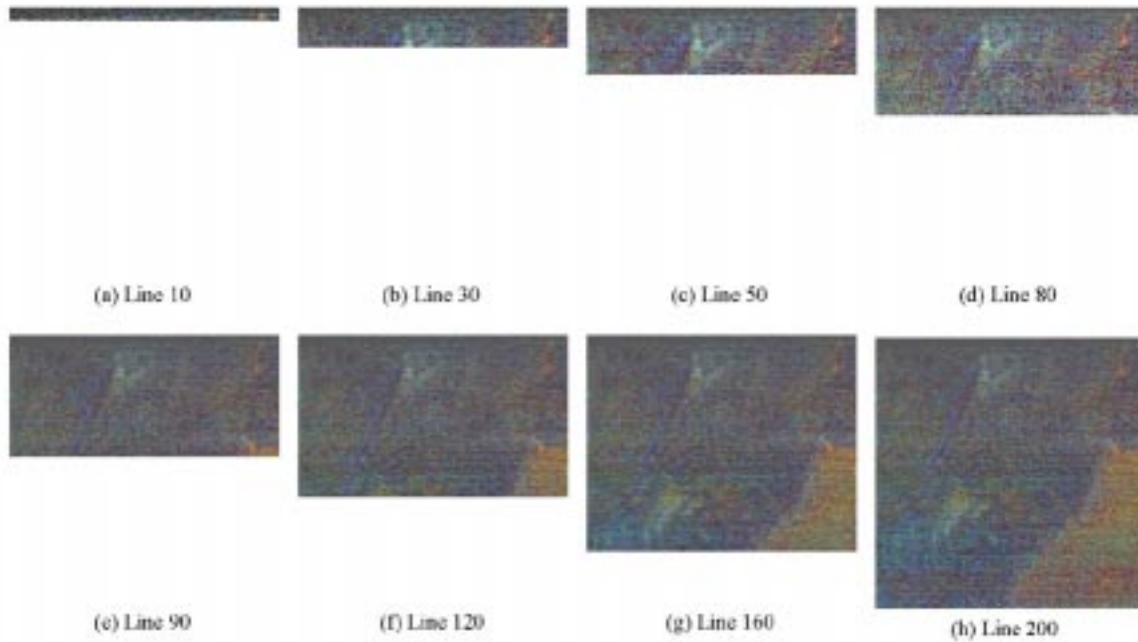 (a) Line 10
(b) Line 30
(c) Line 50
(d) Line 80
(e) Line 90
(f) Line 120
(g) Line 160
(h) Line 200